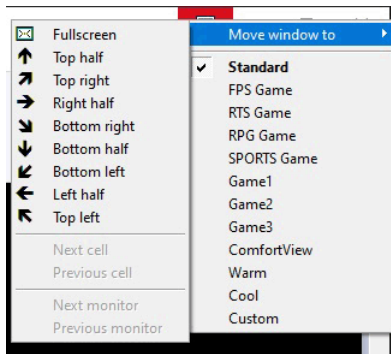 Fullscreen
Top half
Top right
Right half
Bottom right
Bottom half
Bottom left
Left half
Top left
Next cell
Previous cell
Next monitor
Previous monitor
Move window to
Standard
FPS Game
RTS Game
RPG Game
SPORTS Game
Game1
Game2
Game3
ComfortView
Warm
Cool
Custom